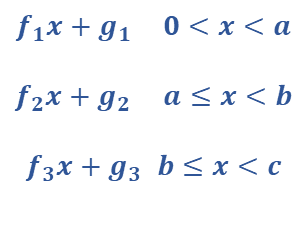 f₁x + g₁ 0 < x < a
f₂x + g₂ a ≤ x < b
f₃x + g₃ b ≤ x < c